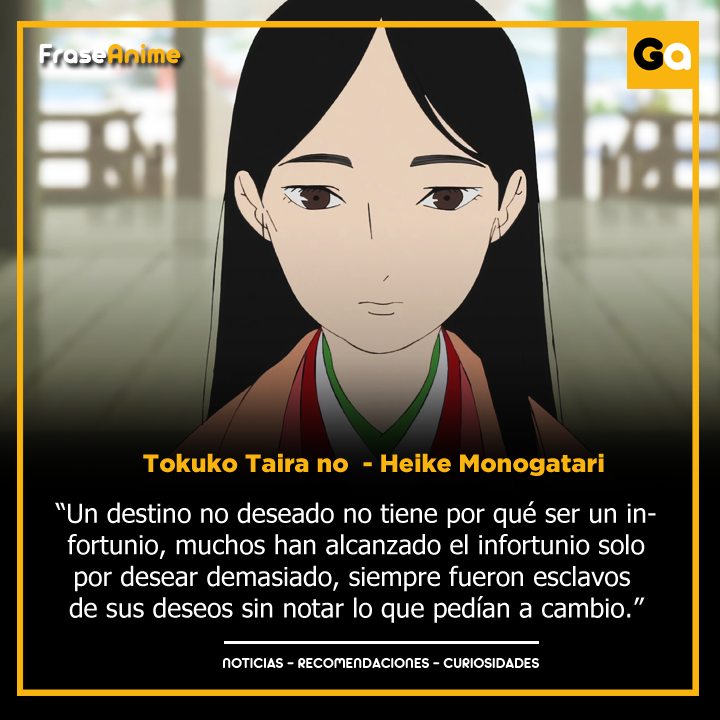 FraseAnime
Ga
Tokuko Taira no - Heike Monogatari
“Un destino no deseado no tiene por qué ser un in-
fortunio, muchos han alcanzado el infortunio solo
por desear demasiado, siempre fueron esclavos
de sus deseos sin notar lo que pedían a cambio.”
NOTICIAS - RECOMENDACIONES - CURIOSIDADES